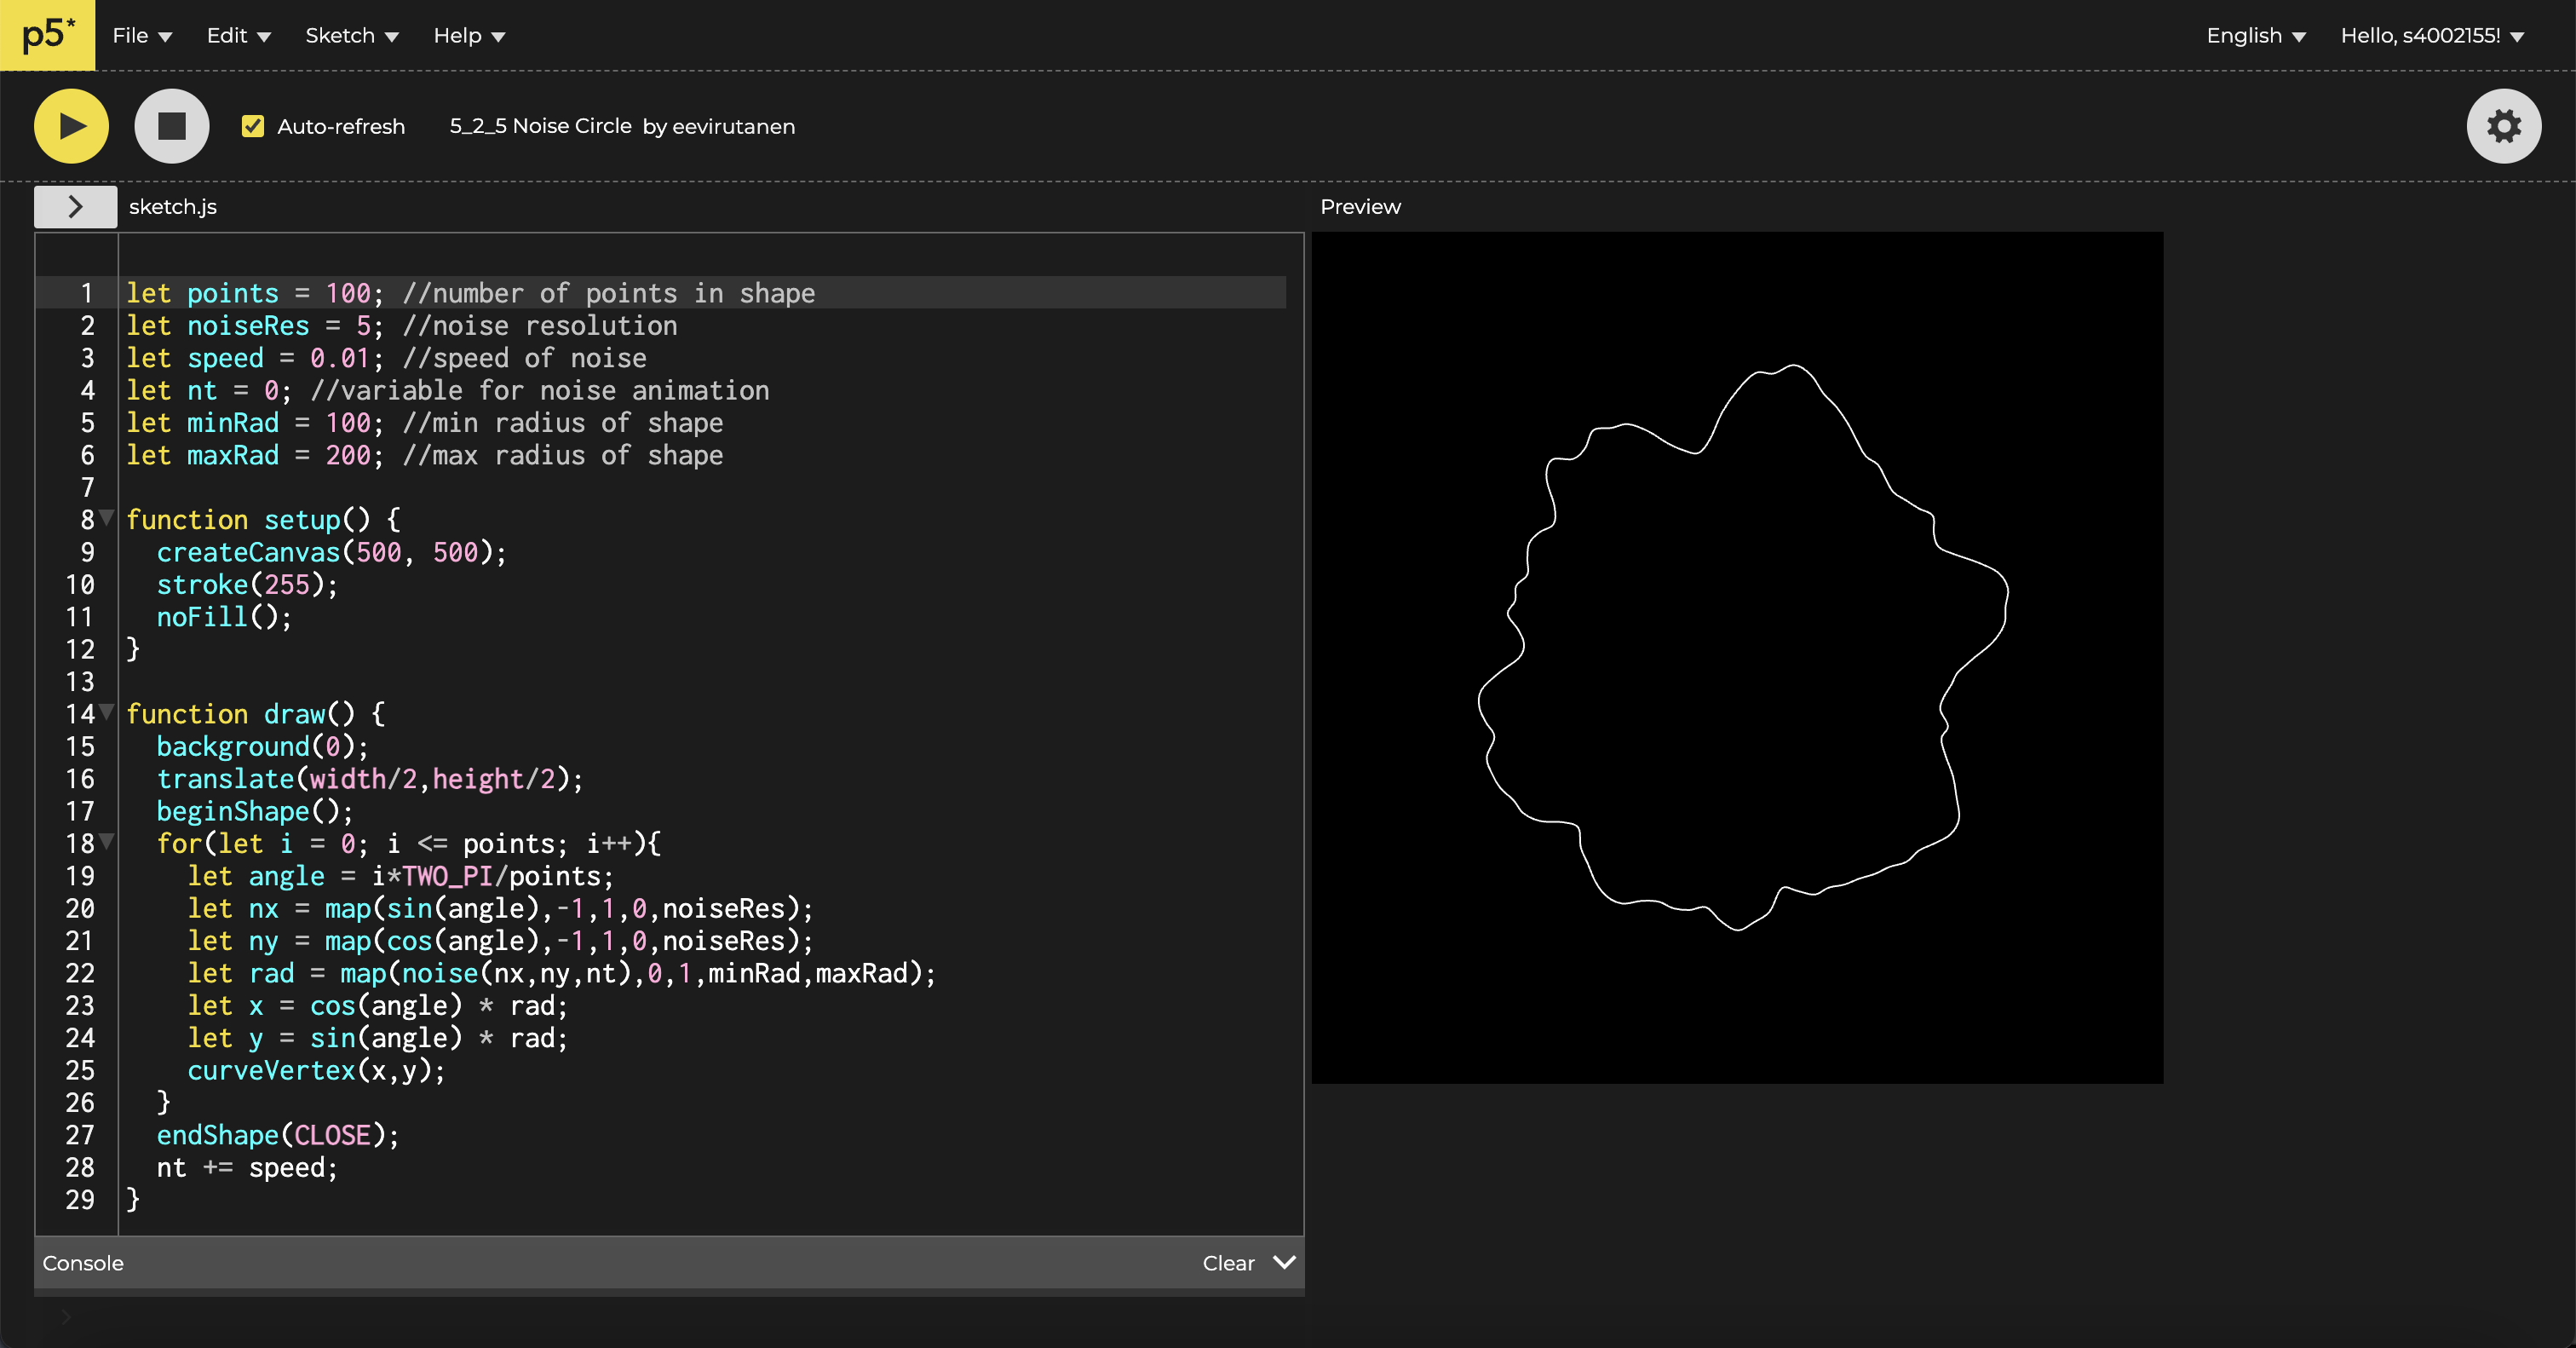 p5* File Edit Sketch Help English Hello, s4002155!
Auto-refresh 5_2_5 Noise Circle by eevirutanen
sketch.js
Preview
1 let points = 100; //number of points in shape
2 let noiseRes = 5; //noise resolution
3 let speed = 0.01; //speed of noise
4 let nt = 0; //variable for noise animation
5 let minRad = 100; //min radius of shape
6 let maxRad = 200; //max radius of shape
7
8 function setup() {
9   createCanvas(500, 500);
10   stroke(255);
11   noFill();
12 }
13
14 function draw() {
15   background(0);
16   translate(width/2,height/2);
17   beginShape();
18   for(let i = 0; i <= points; i++){
19     let angle = i*TWO_PI/points;
20     let nx = map(sin(angle),-1,1,0,noiseRes);
21     let ny = map(cos(angle),-1,1,0,noiseRes);
22     let rad = map(noise(nx,ny,nt),0,1,minRad,maxRad);
23     let x = cos(angle) * rad;
24     let y = sin(angle) * rad;
25     curveVertex(x,y);
26   }
27   endShape(CLOSE);
28   nt += speed;
29 }
Console Clear